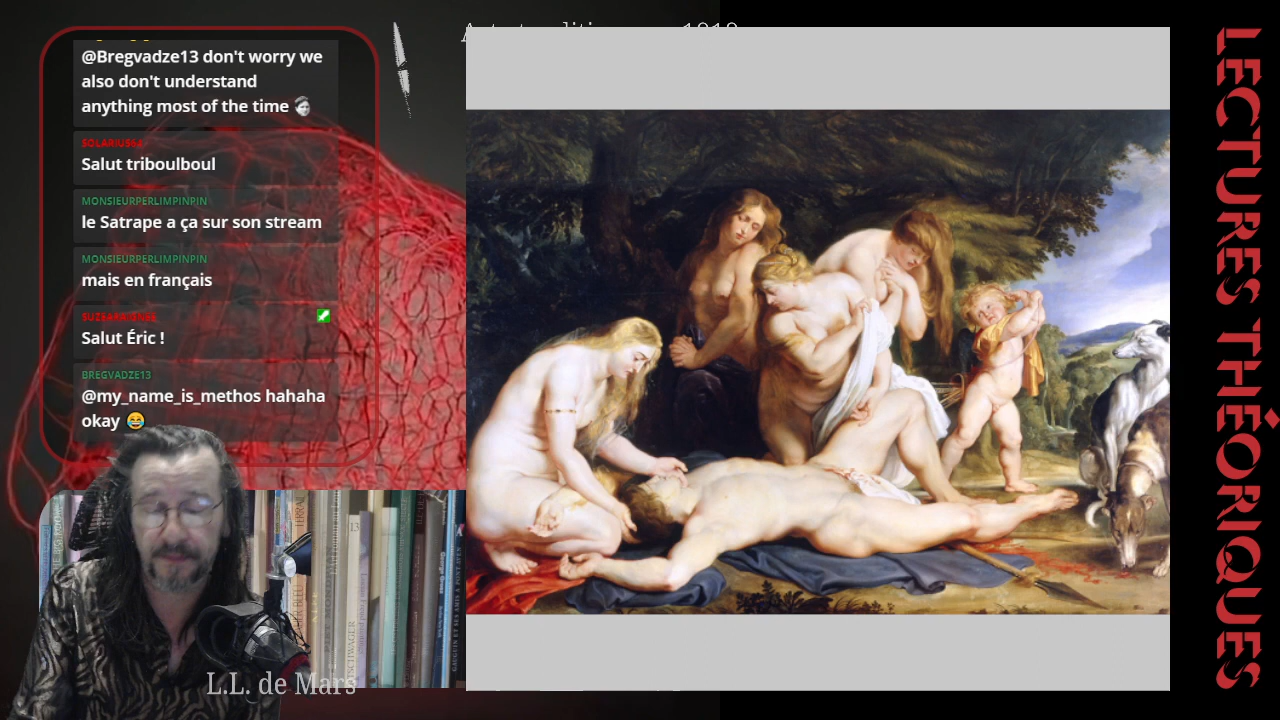 @Bregvadze13 don't worry we
also don't understand
anything most of the time
SOLARIUS64
Salut triboulboul
MONSIEURPERLIMPINPIN
le Satrape a ça sur son stream
MONSIEURPERLIMPINPIN
mais en français
Salut Éric !
BREGVADZE13
@my_name_is_methos hahaha
okay
L.L. de Mars
LECTURES THÉORIQUES